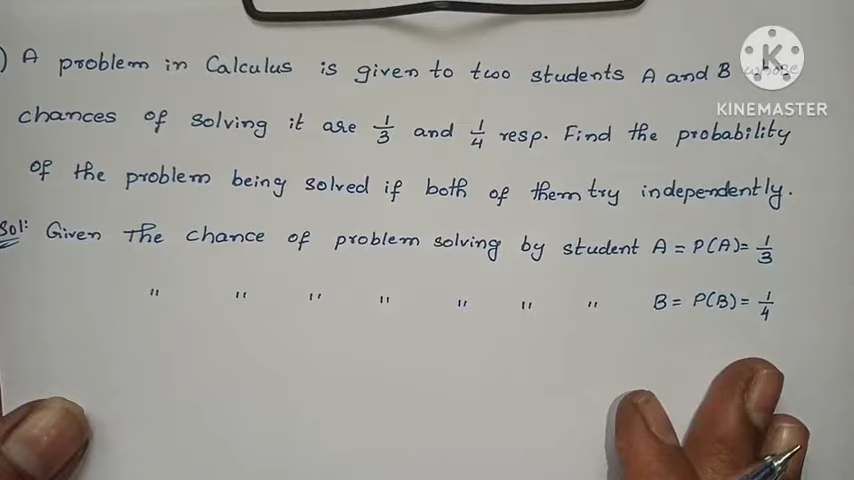 ) A problem in Calculus is given to two students A and B whose
chances of solving it are 1/3 and 1/4 resp. Find the probability
of the problem being solved if both of them try independently.
Sol: Given The chance of problem solving by student A = P(A) = 1/3
" " " " " " " B = P(B) = 1/4
K
KINEMASTER